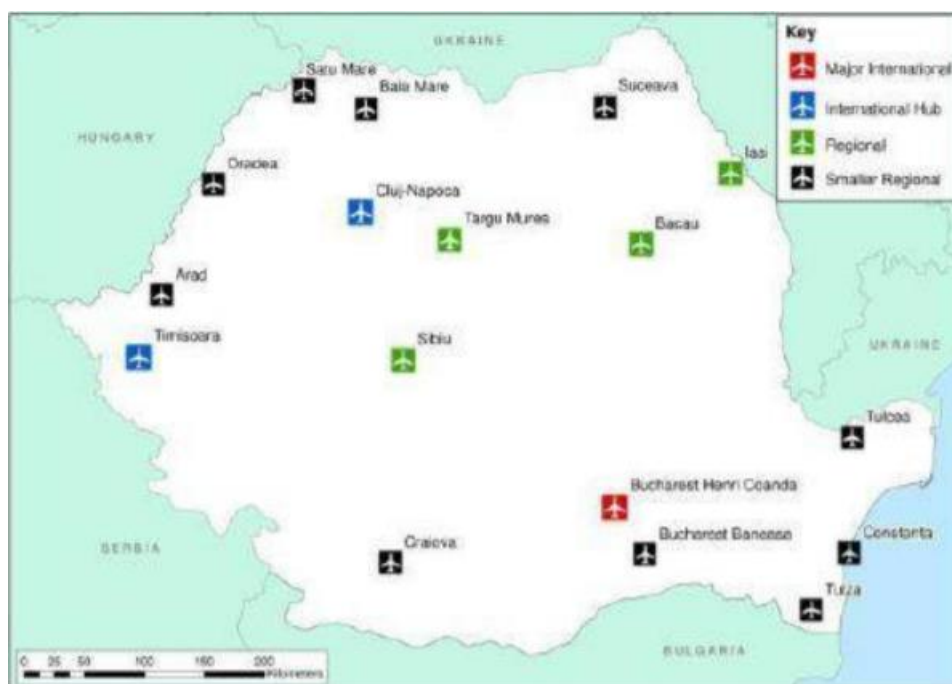 UKRAINE
Key
Major International
International Hub
Regional
Smaller Regional
Satu Mare
Baia Mare
Suceava
HUNGARY
Iasi
Oradea
Cluj-Napoca
Targu Mures
Bacau
Arad
Timisoara
Sibiu
UKRAINE
Tulcea
Bucharest Henri Coanda
Craiova
Bucharest Baneasa
Constanta
SERBIA
BULGARIA
0 25 50 100 150 200
Kilometers